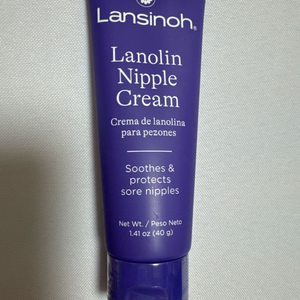 Lansinoh®
Lanolin
Nipple
Cream
Crema de lanolina
para pezones
Soothes &
protects
sore nipples
Net Wt. / Peso Neto
1.41 oz (40 g)